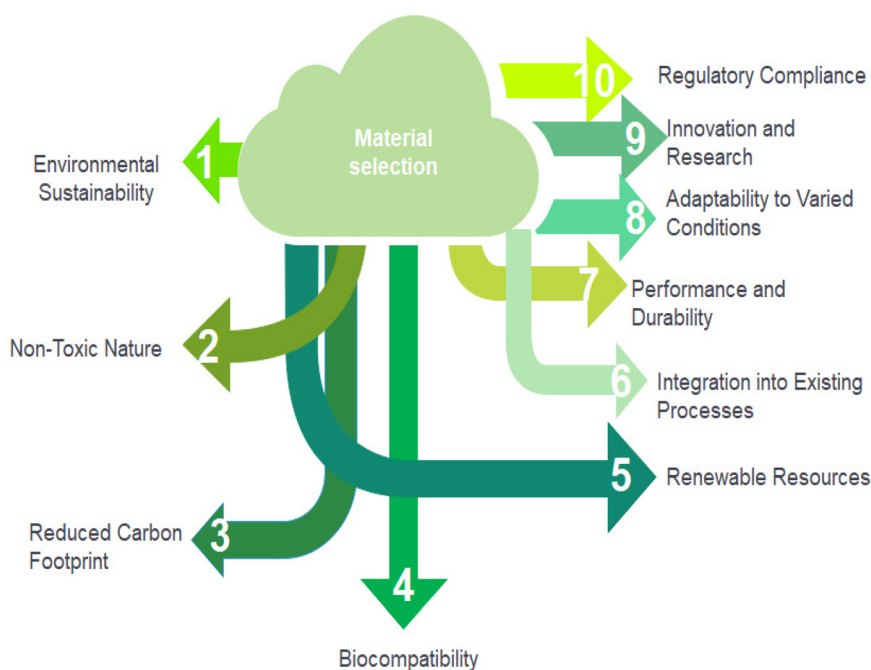 Material
selection
1
Environmental
Sustainability
2
Non-Toxic Nature
3
Reduced Carbon
Footprint
4
Biocompatibility
5
Renewable Resources
6
Integration into Existing
Processes
7
Performance and
Durability
8
Adaptability to Varied
Conditions
9
Innovation and
Research
10
Regulatory Compliance